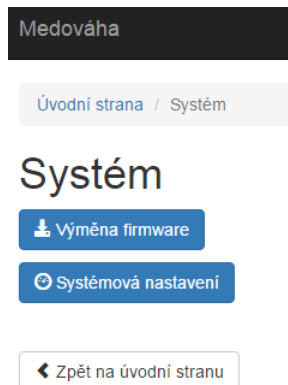 Medováha
Úvodní strana / Systém
Systém
Výměna firmware
Systémová nastavení
Zpět na úvodní stranu